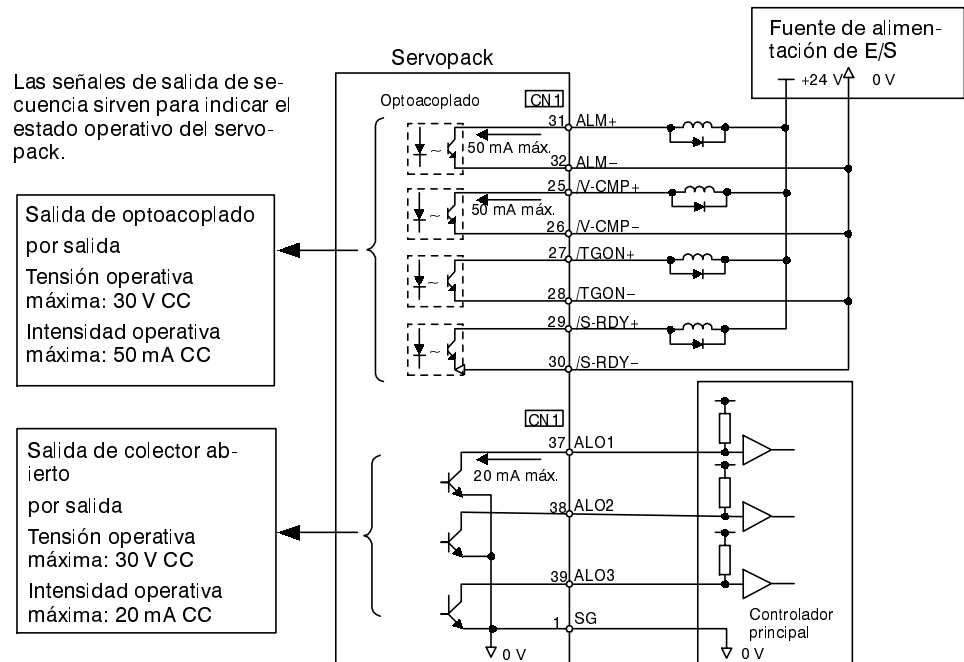 Fuente de alimen-
tación de E/S
+24 V
0 V
Servopack
Las señales de salida de se-
cuencia sirven para indicar el
estado operativo del servo-
pack.
Optoacoplado
CN1
31
ALM+
50 mA máx.
32
ALM–
25
/V-CMP+
50 mA máx.
26
/V-CMP–
27
/TGON+
28
/TGON–
29
/S-RDY+
30
/S-RDY–
Salida de optoacoplado
por salida
Tensión operativa
máxima: 30 V CC
Intensidad operativa
máxima: 50 mA CC
CN1
37
ALO1
20 mA máx.
38
ALO2
39
ALO3
1
SG
0 V
Salida de colector ab-
ierto
por salida
Tensión operativa
máxima: 30 V CC
Intensidad operativa
máxima: 20 mA CC
Controlador
principal
0 V